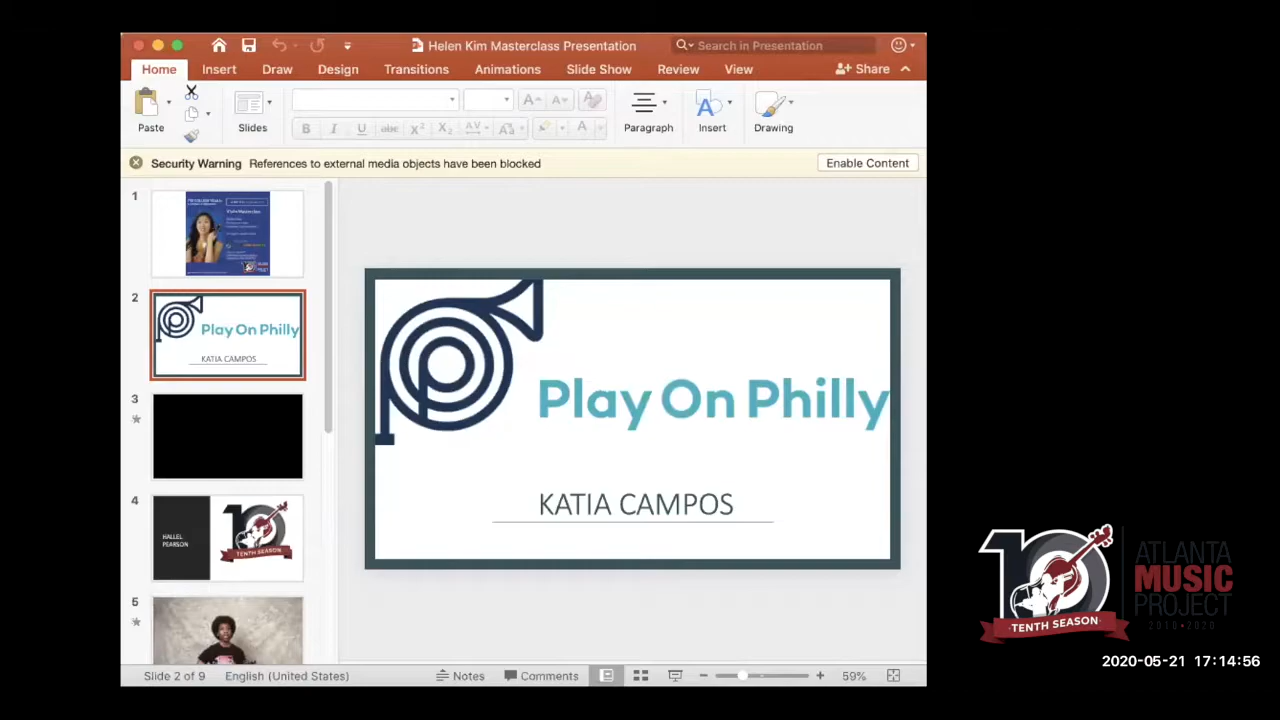 Helen Kim Masterclass Presentation
Search in Presentation
Home Insert Draw Design Transitions Animations Slide Show Review View Share
Paste Slides Paragraph Insert Drawing
Security Warning References to external media objects have been blocked Enable Content
1
2
Play On Philly
KATIA CAMPOS
3
4
HALLEL
PEARSON
10
TENTH SEASON
5
Play On Philly
KATIA CAMPOS
10
TENTH SEASON
ATLANTA
MUSIC
PROJECT
2010•2020
2020-05-21 17:14:56
Slide 2 of 9 English (United States) Notes Comments 59%